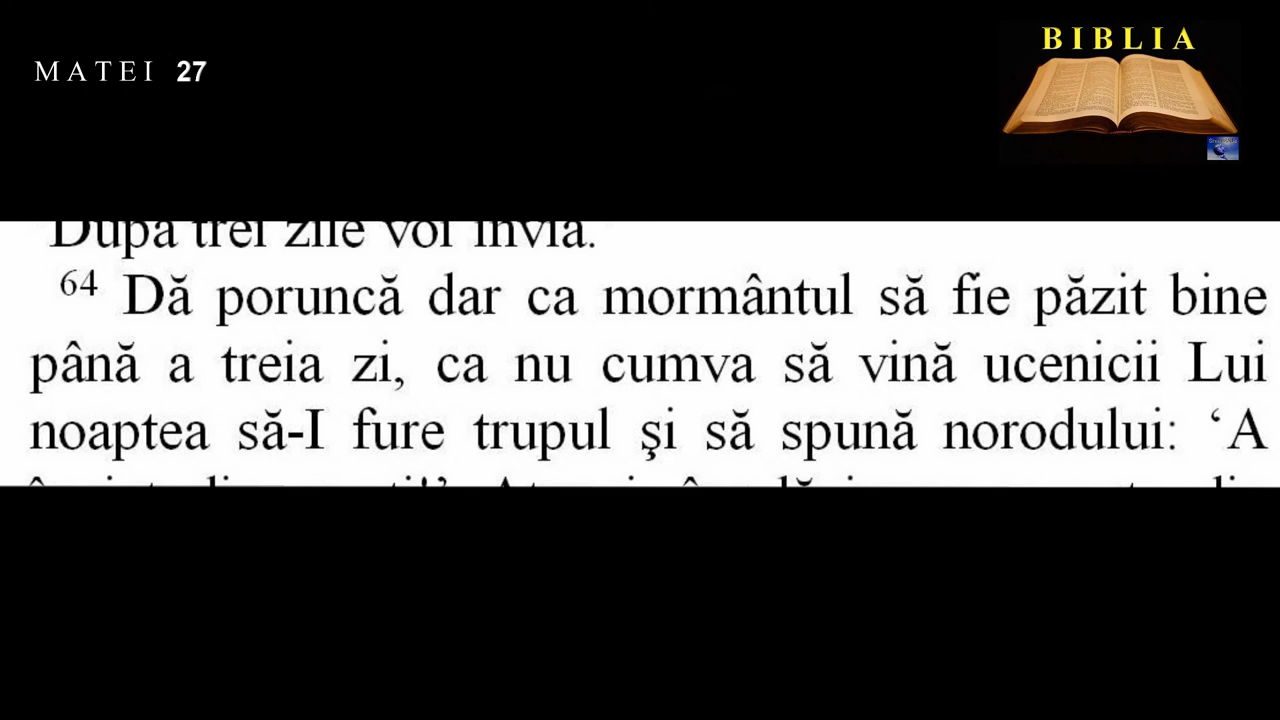 BIBLIA
MATEI 27
După trei zile voi învia.
64 Dă poruncă dar ca mormântul să fie păzit bine
până a treia zi, ca nu cumva să vină ucenicii Lui
noaptea să-I fure trupul şi să spună norodului: ‘A